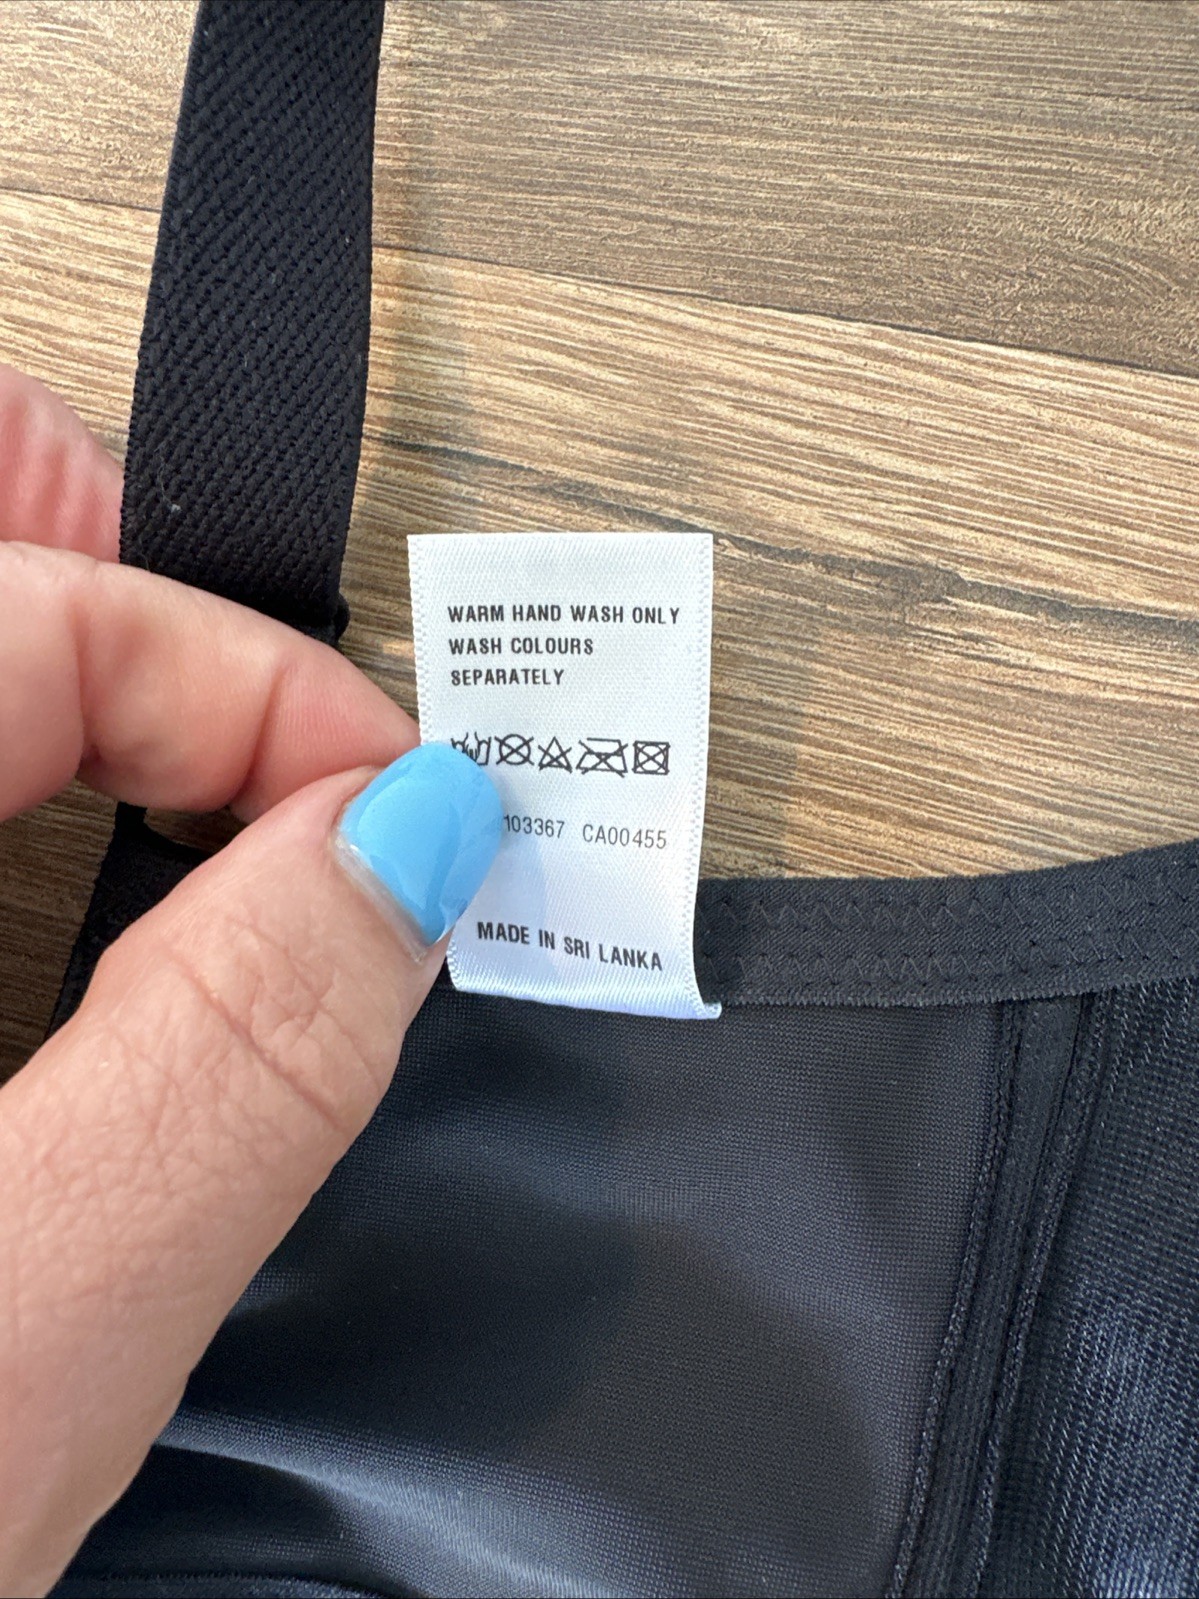 WARM HAND WASH ONLY
WASH COLOURS
SEPARATELY
103367 CA00455
MADE IN SRI LANKA